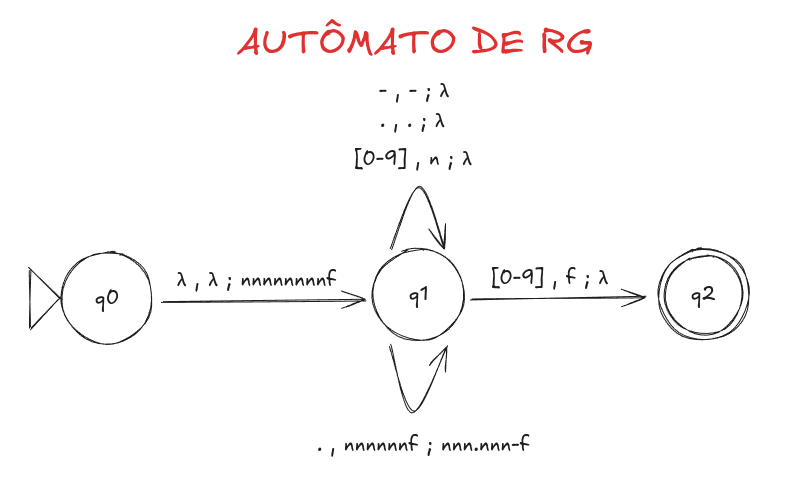 AUTÔMATO DE RG
- , - ; λ
. , . ; λ
[0-9] , n ; λ
λ , λ ; nnnnnnnnf
[0-9] , f ; λ
q0
q1
q2
. , nnnnnnf ; nnn.nnn-f